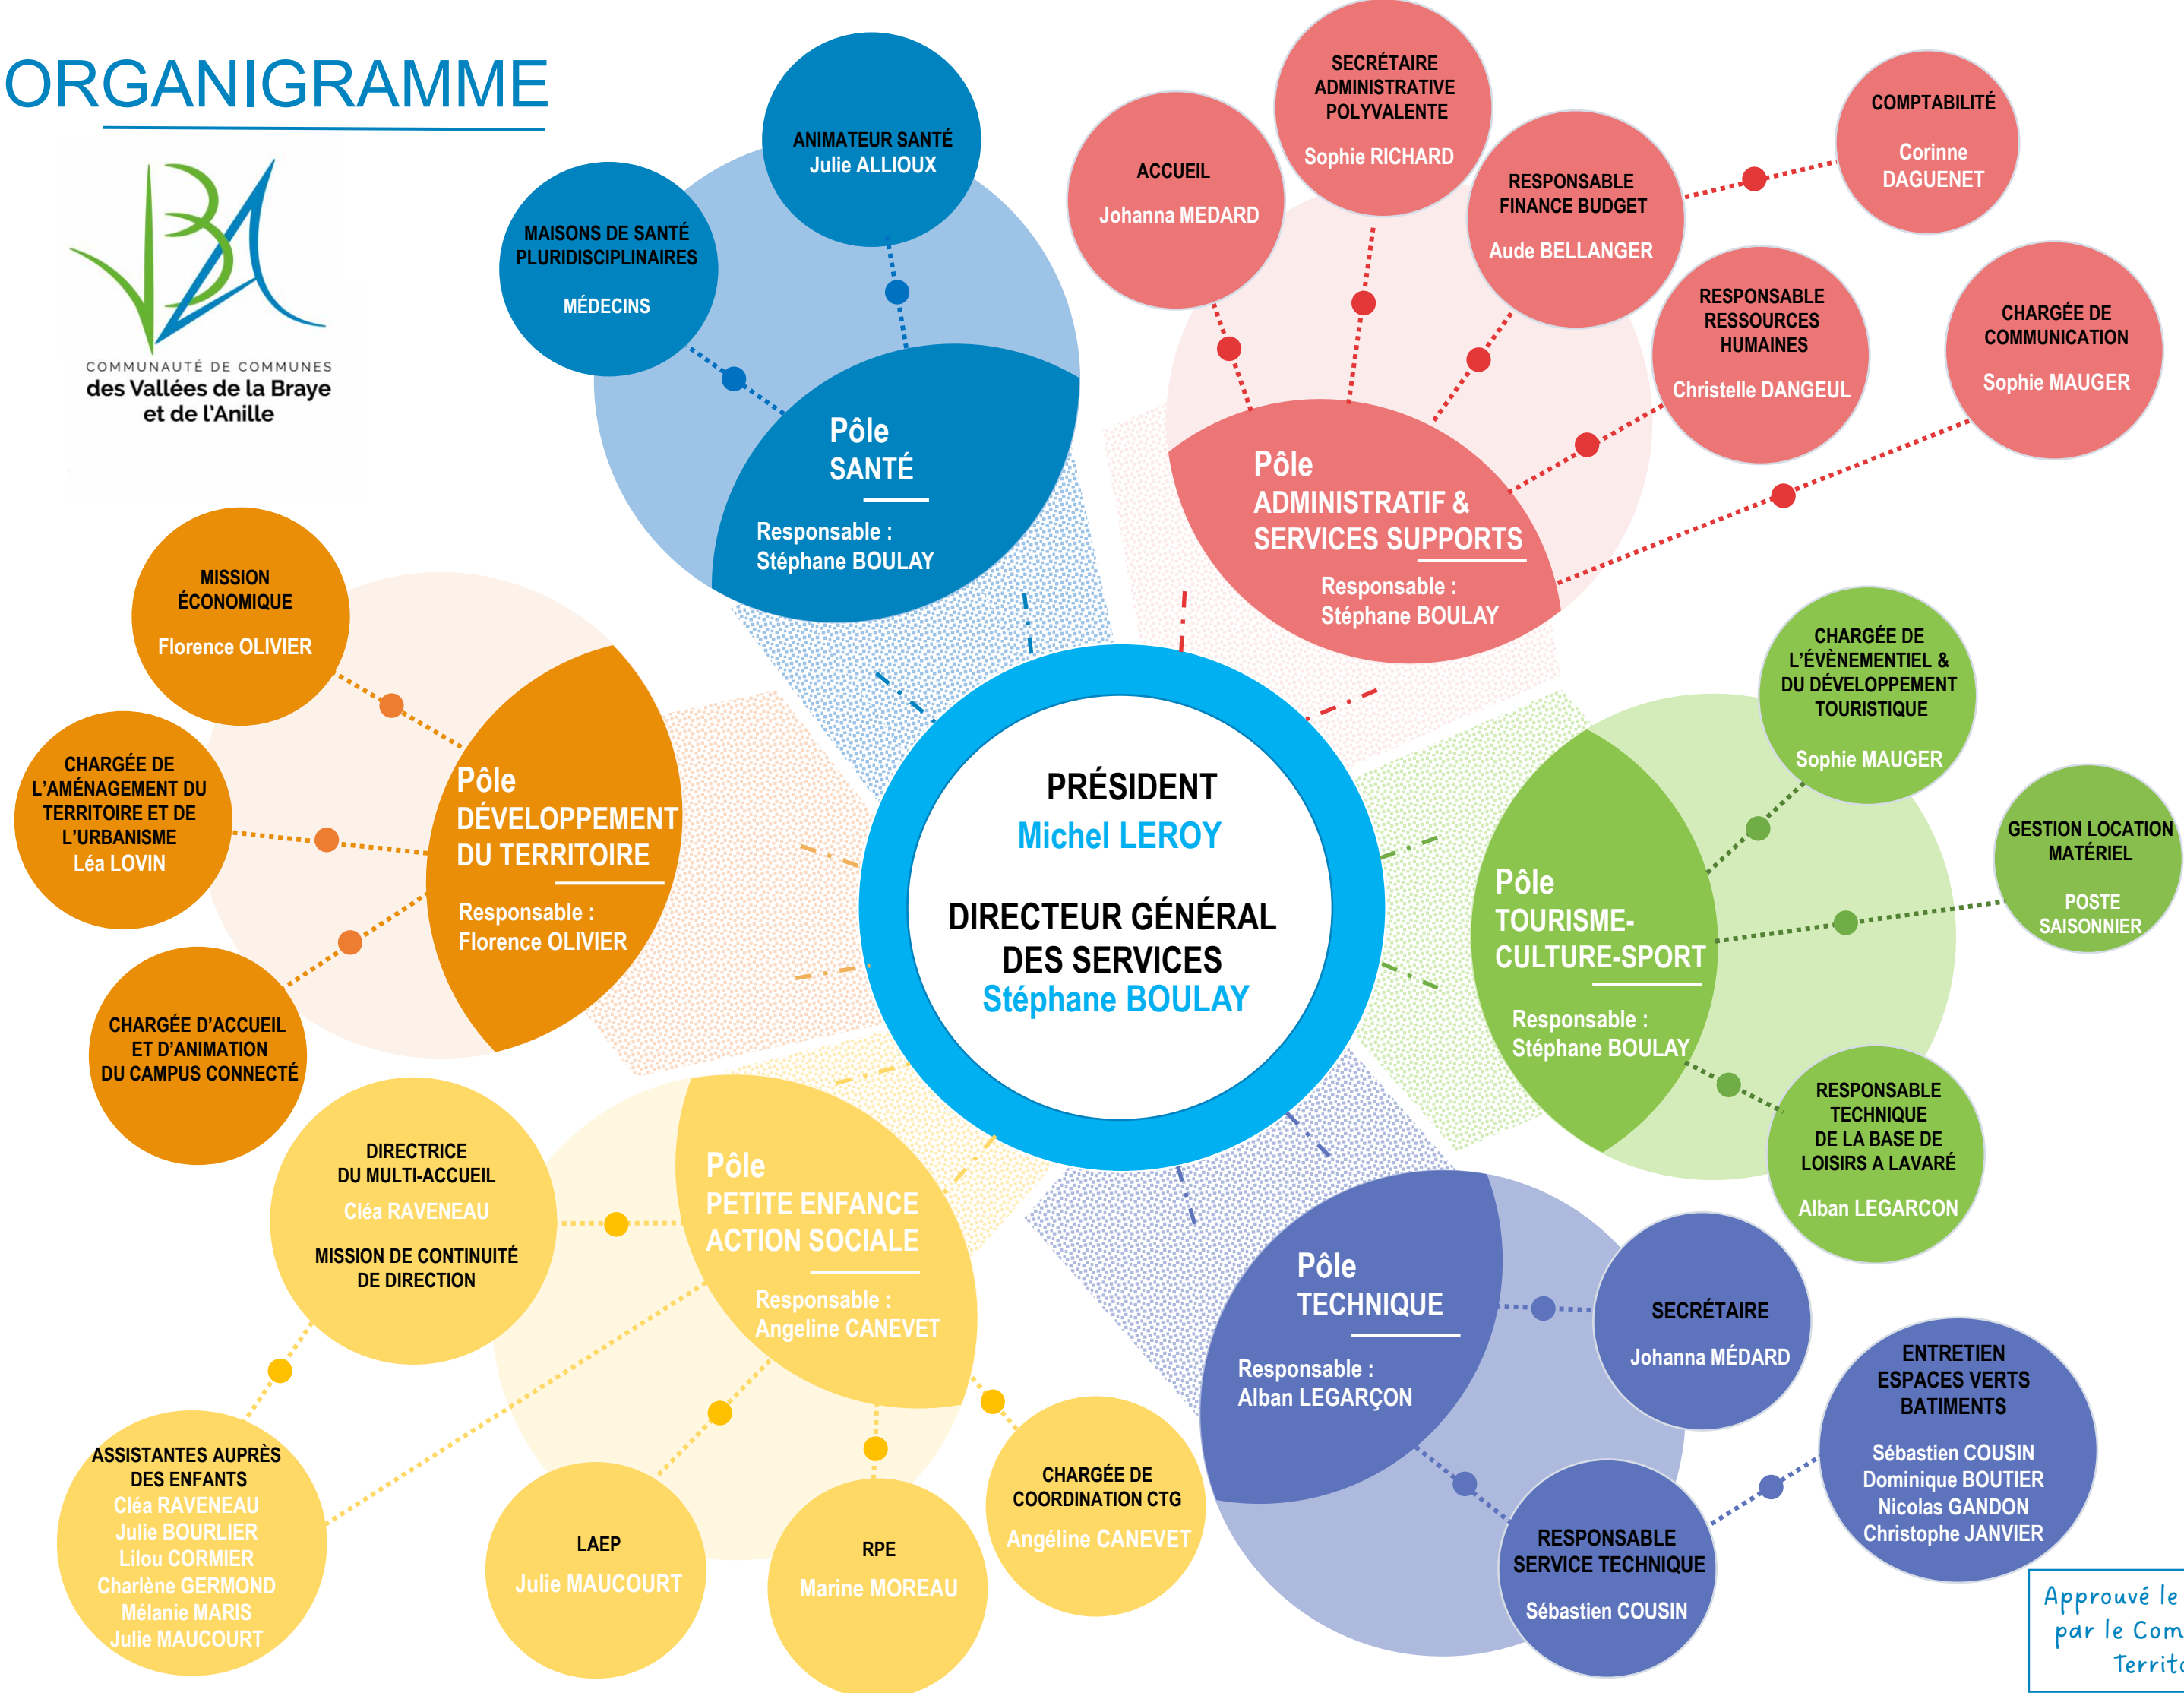 ORGANIGRAMME
COMMUNAUTÉ DE COMMUNES
des Vallées de la Braye
et de l'Anille
ANIMATEUR SANTÉ
Julie ALLIOUX
MAISONS DE SANTÉ
PLURIDISCIPLINAIRES
MÉDECINS
Pôle
SANTÉ
Responsable :
Stéphane BOULAY
ACCUEIL
Johanna MEDARD
SECRÉTAIRE
ADMINISTRATIVE
POLYVALENTE
Sophie RICHARD
RESPONSABLE
FINANCE BUDGET
Aude BELLANGER
COMPTABILITÉ
Corinne
DAGUENET
RESPONSABLE
RESSOURCES
HUMAINES
Christelle DANGEUL
CHARGÉE DE
COMMUNICATION
Sophie MAUGER
Pôle
ADMINISTRATIF &
SERVICES SUPPORTS
Responsable :
Stéphane BOULAY
MISSION
ÉCONOMIQUE
Florence OLIVIER
CHARGÉE DE
L'AMÉNAGEMENT DU
TERRITOIRE ET DE
L'URBANISME
Léa LOVIN
CHARGÉE D'ACCUEIL
ET D'ANIMATION
DU CAMPUS CONNECTÉ
Pôle
DÉVELOPPEMENT
DU TERRITOIRE
Responsable :
Florence OLIVIER
PRÉSIDENT
Michel LEROY
DIRECTEUR GÉNÉRAL
DES SERVICES
Stéphane BOULAY
CHARGÉE DE
L'ÉVÈNEMENTIEL &
DU DÉVELOPPEMENT
TOURISTIQUE
Sophie MAUGER
GESTION LOCATION
MATÉRIEL
POSTE
SAISONNIER
Pôle
TOURISME-
CULTURE-SPORT
Responsable :
Stéphane BOULAY
RESPONSABLE
TECHNIQUE
DE LA BASE DE
LOISIRS A LAVARÉ
Alban LEGARCON
DIRECTRICE
DU MULTI-ACCUEIL
Cléa RAVENEAU
MISSION DE CONTINUITÉ
DE DIRECTION
Pôle
PETITE ENFANCE
ACTION SOCIALE
Responsable :
Angeline CANEVET
ASSISTANTES AUPRÈS
DES ENFANTS
Cléa RAVENEAU
Julie BOURLIER
Lilou CORMIER
Charlène GERMOND
Mélanie MARIS
Julie MAUCOURT
LAEP
Julie MAUCOURT
RPE
Marine MOREAU
CHARGÉE DE
COORDINATION CTG
Angéline CANEVET
Pôle
TECHNIQUE
Responsable :
Alban LEGARÇON
SECRÉTAIRE
Johanna MÉDARD
RESPONSABLE
SERVICE TECHNIQUE
Sébastien COUSIN
ENTRETIEN
ESPACES VERTS
BATIMENTS
Sébastien COUSIN
Dominique BOUTIER
Nicolas GANDON
Christophe JANVIER
Approuvé le
par le Com
Territo